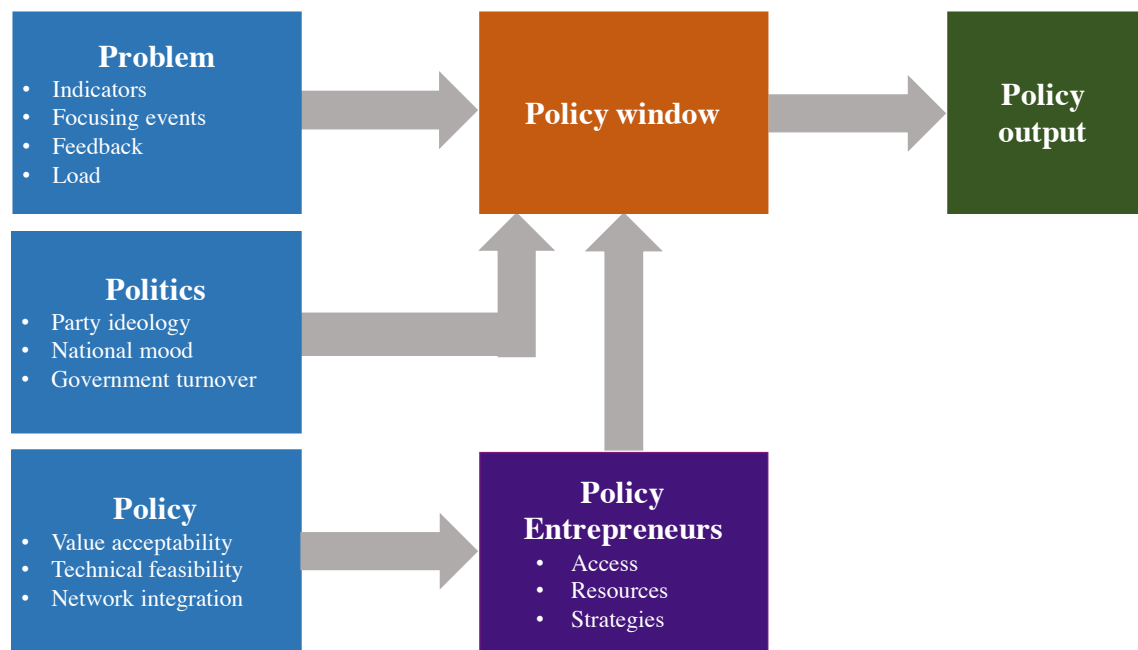 Problem
• Indicators
• Focusing events
• Feedback
• Load
Policy window
Policy
output
Politics
• Party ideology
• National mood
• Government turnover
Policy
• Value acceptability
• Technical feasibility
• Network integration
Policy
Entrepreneurs
• Access
• Resources
• Strategies